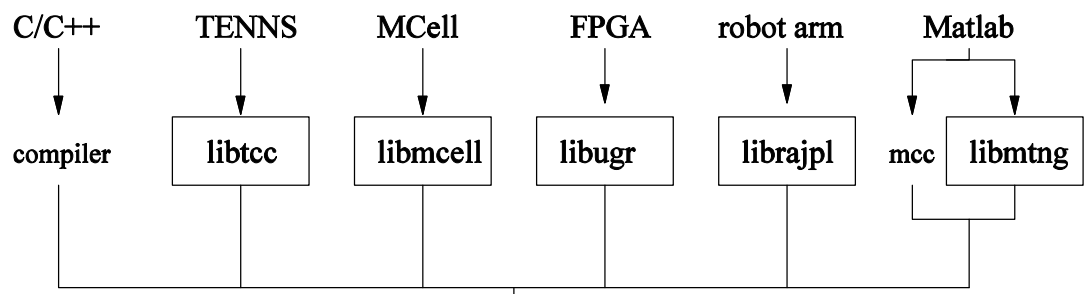 C/C++ TENNS MCell FPGA robot arm Matlab
compiler libtcc libmcell libugr librajpl mcc libmtng